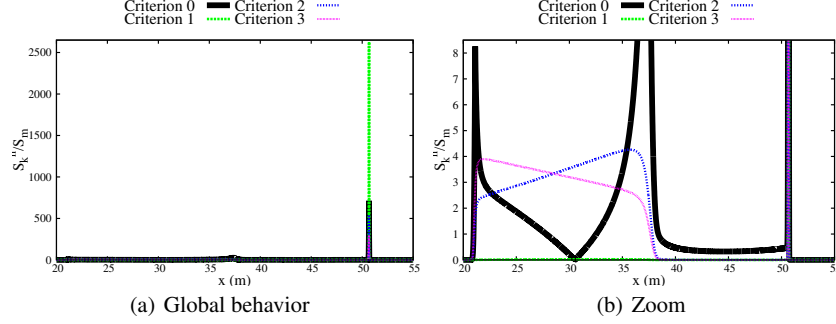 Criterion 0 Criterion 2
Criterion 1 Criterion 3
2500
2000
1500
1000
500
0
S_k^n/S_m
20 25 30 35 40 45 50 55
x (m)
(a) Global behavior
Criterion 0 Criterion 2
Criterion 1 Criterion 3
8
7
6
5
4
3
2
1
0
S_k^n/S_m
20 25 30 35 40 45 50 55
x (m)
(b) Zoom